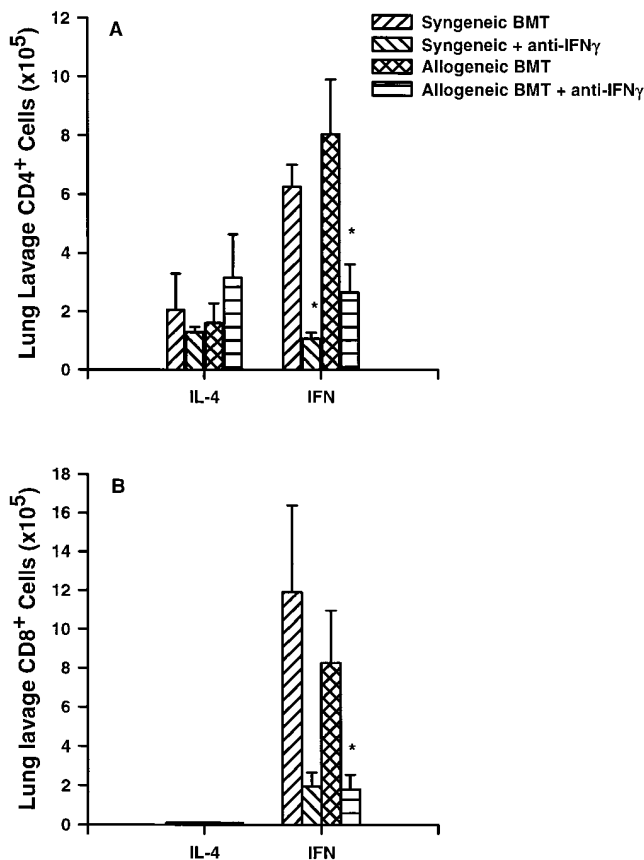 A
Syngeneic BMT
Syngeneic + anti-IFNγ
Allogeneic BMT
Allogeneic BMT + anti-IFNγ
Lung Lavage CD4+ Cells (x10^5)
12
10
8
6
4
2
0
*
*
IL-4 IFN
B
Lung lavage CD8+ Cells (x10^5)
18
16
14
12
10
8
6
4
2
0
*
IL-4 IFN